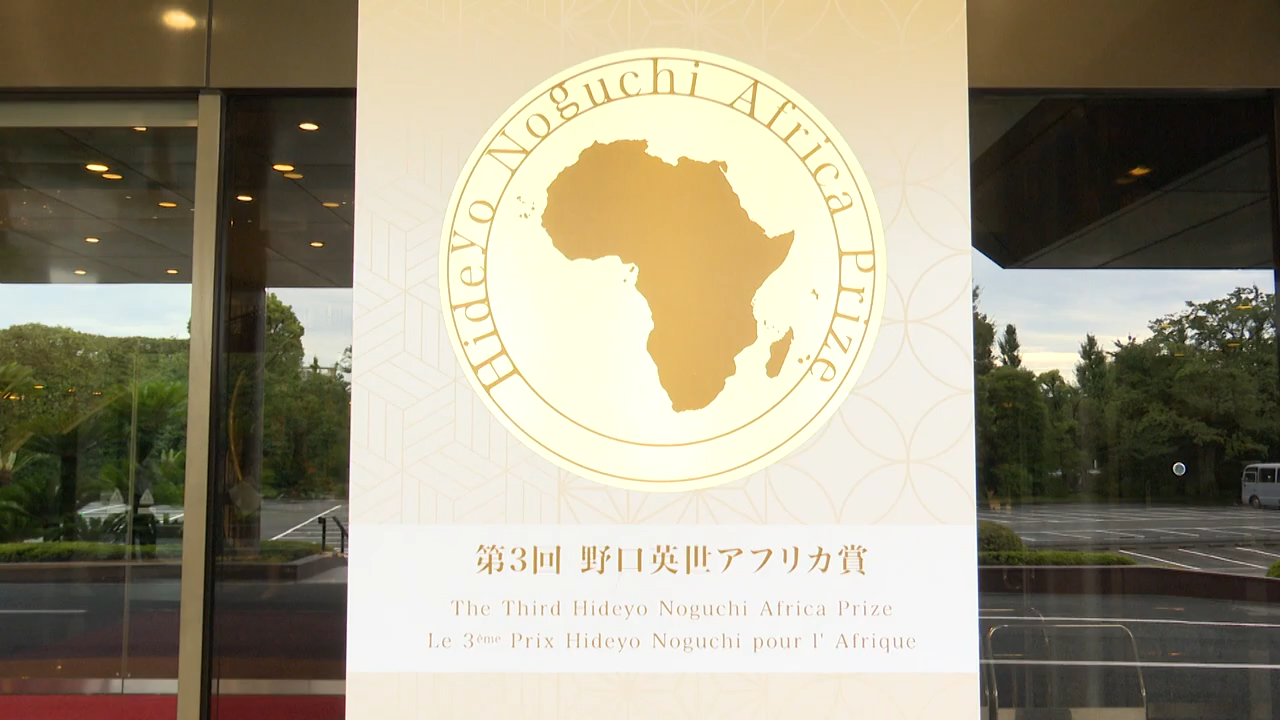 Hideyo Noguchi Africa Prize
第3回 野口英世アフリカ賞
The Third Hideyo Noguchi Africa Prize
Le 3ème Prix Hideyo Noguchi pour l' Afrique